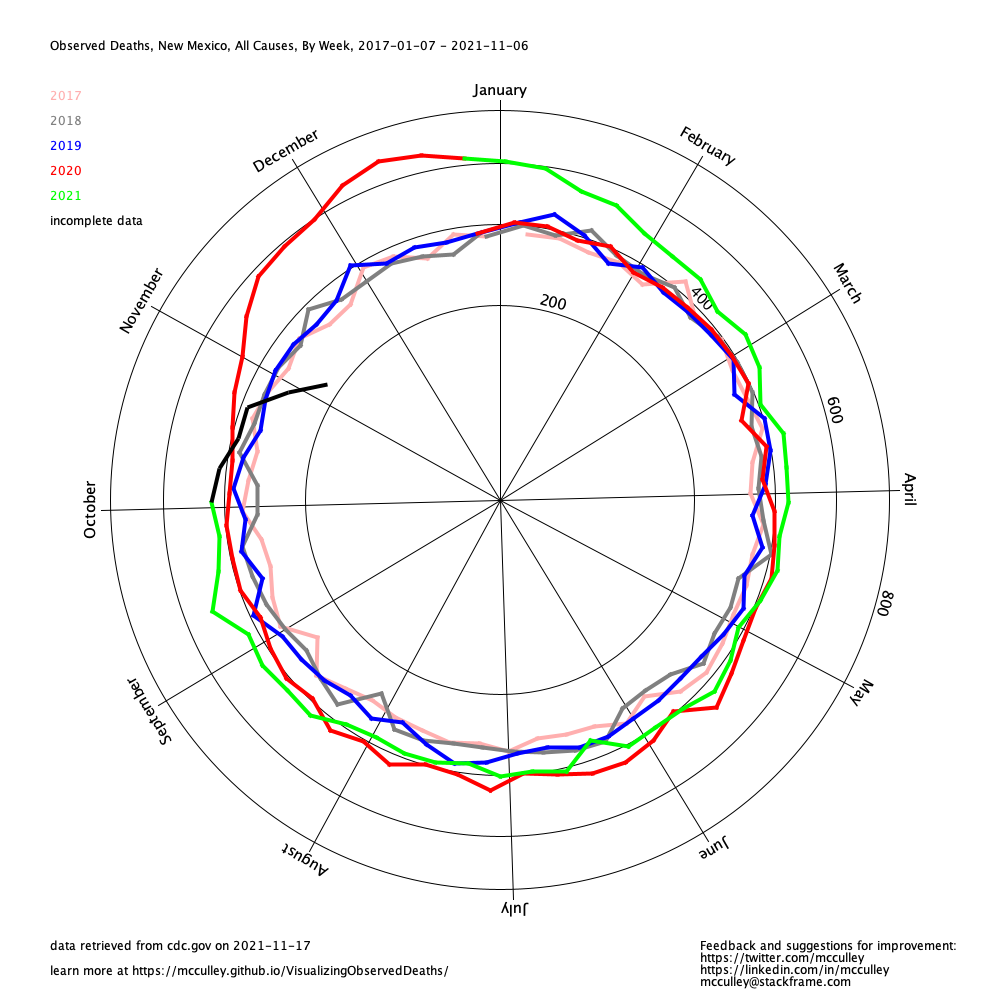 Observed Deaths, New Mexico, All Causes, By Week, 2017-01-07 - 2021-11-06
2017
2018
2019
2020
2021
incomplete data
January
February
March
April
May
June
July
August
September
October
November
December
200
400
600
800
data retrieved from cdc.gov on 2021-11-17
learn more at https://mcculley.github.io/VisualizingObservedDeaths/
Feedback and suggestions for improvement:
https://twitter.com/mcculley
https://linkedin.com/in/mcculley
mcculley@stackframe.com